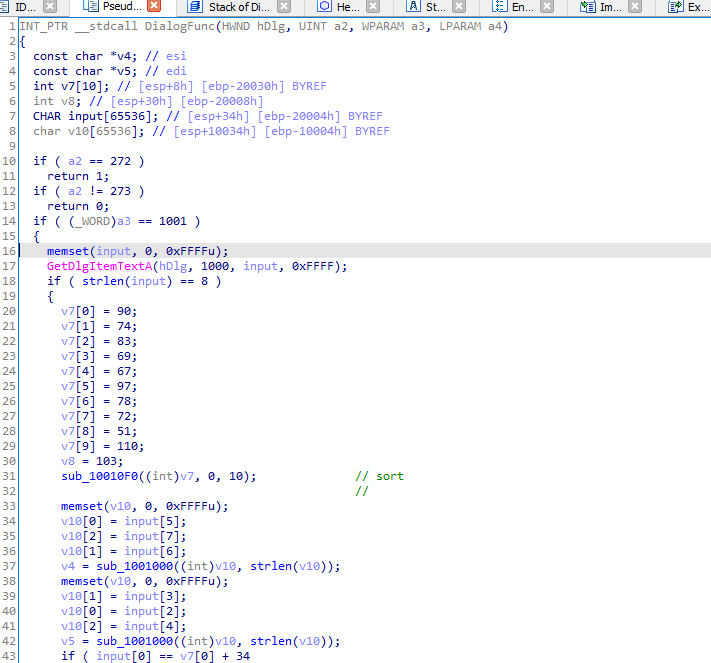 ID... Pseud... Stack of Di... He... St... En... Im... Ex...
1 INT_PTR __stdcall DialogFunc(HWND hDlg, UINT a2, WPARAM a3, LPARAM a4)
2 {
3 const char *v4; // esi
4 const char *v5; // edi
5 int v7[10]; // [esp+8h] [ebp-20030h] BYREF
6 int v8; // [esp+30h] [ebp-20008h]
7 CHAR input[65536]; // [esp+34h] [ebp-20004h] BYREF
8 char v10[65536]; // [esp+10034h] [ebp-10004h] BYREF
9
10 if ( a2 == 272 )
11 return 1;
12 if ( a2 != 273 )
13 return 0;
14 if ( (_WORD)a3 == 1001 )
15 {
16 memset(input, 0, 0xFFFFu);
17 GetDlgItemTextA(hDlg, 1000, input, 0xFFFF);
18 if ( strlen(input) == 8 )
19 {
20 v7[0] = 90;
21 v7[1] = 74;
22 v7[2] = 83;
23 v7[3] = 69;
24 v7[4] = 67;
25 v7[5] = 97;
26 v7[6] = 78;
27 v7[7] = 72;
28 v7[8] = 51;
29 v7[9] = 110;
30 v8 = 103;
31 sub_10010F0((int)v7, 0, 10); // sort
32 //
33 memset(v10, 0, 0xFFFFu);
34 v10[0] = input[5];
35 v10[2] = input[7];
36 v10[1] = input[6];
37 v4 = sub_1001000((int)v10, strlen(v10));
38 memset(v10, 0, 0xFFFFu);
39 v10[1] = input[3];
40 v10[0] = input[2];
41 v10[2] = input[4];
42 v5 = sub_1001000((int)v10, strlen(v10));
43 if ( input[0] == v7[0] + 34